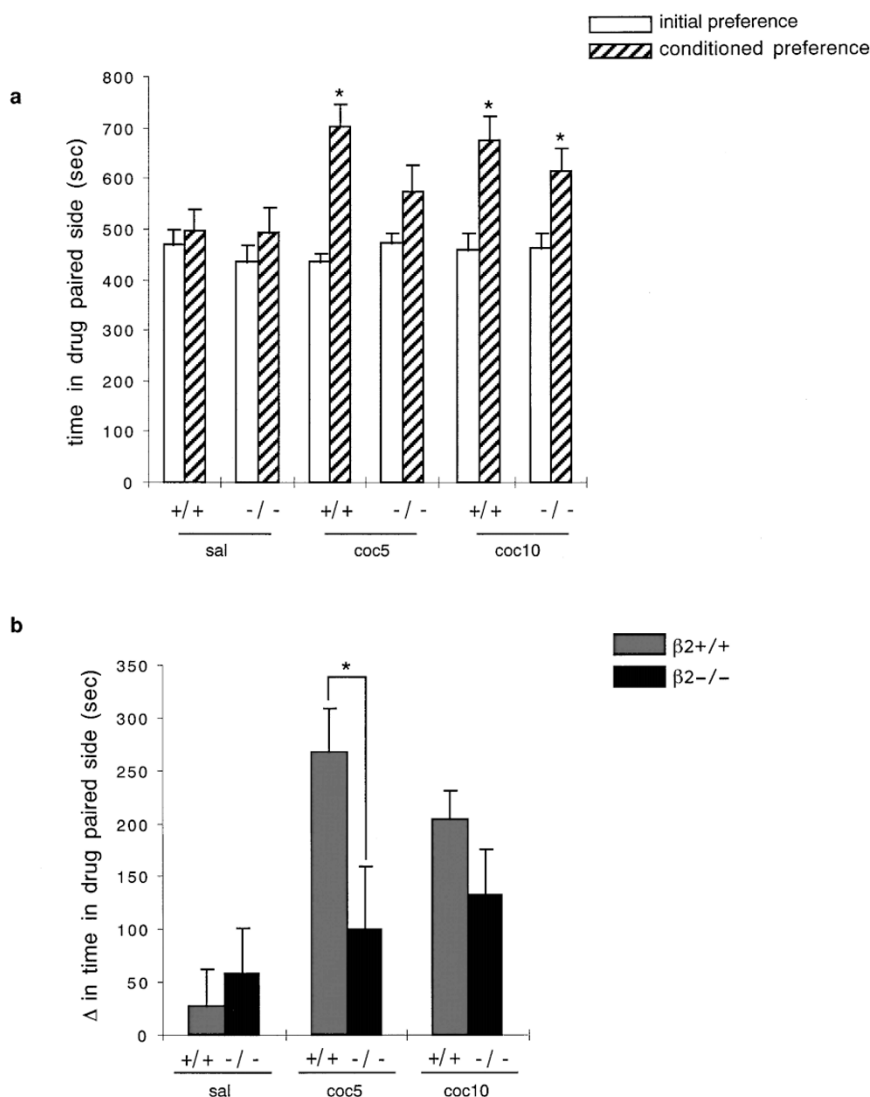 initial preference
conditioned preference
a
time in drug paired side (sec)
800
700
600
500
400
300
200
100
0
*
*
*
+/+ -/- +/+ -/- +/+ -/-
sal coc5 coc10
b
β2+/+
β2-/-
Δ in time in drug paired side (sec)
350
300
250
200
150
100
50
0
*
+/+ -/- +/+ -/- +/+ -/-
sal coc5 coc10